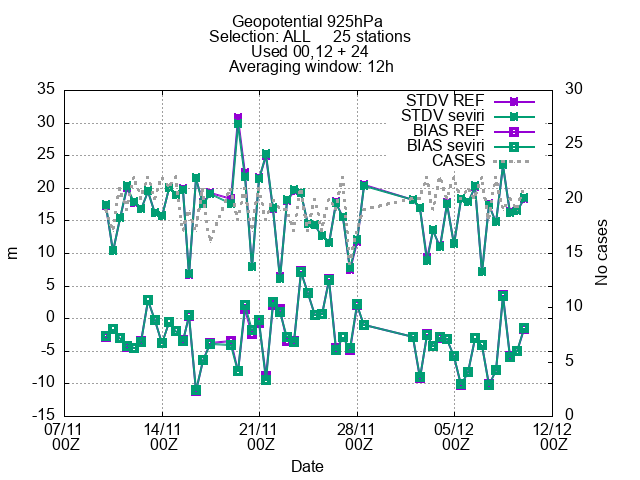 Geopotential 925hPa
Selection: ALL 25 stations
Used 00,12 + 24
Averaging window: 12h
STDV REF
STDV seviri
BIAS REF
BIAS seviri
CASES
35
30
25
20
15
10
5
0
-5
-10
-15
m
30
25
20
15
10
5
0
No cases
07/11 14/11 21/11 28/11 05/12 12/12
00Z 00Z 00Z 00Z 00Z 00Z
Date